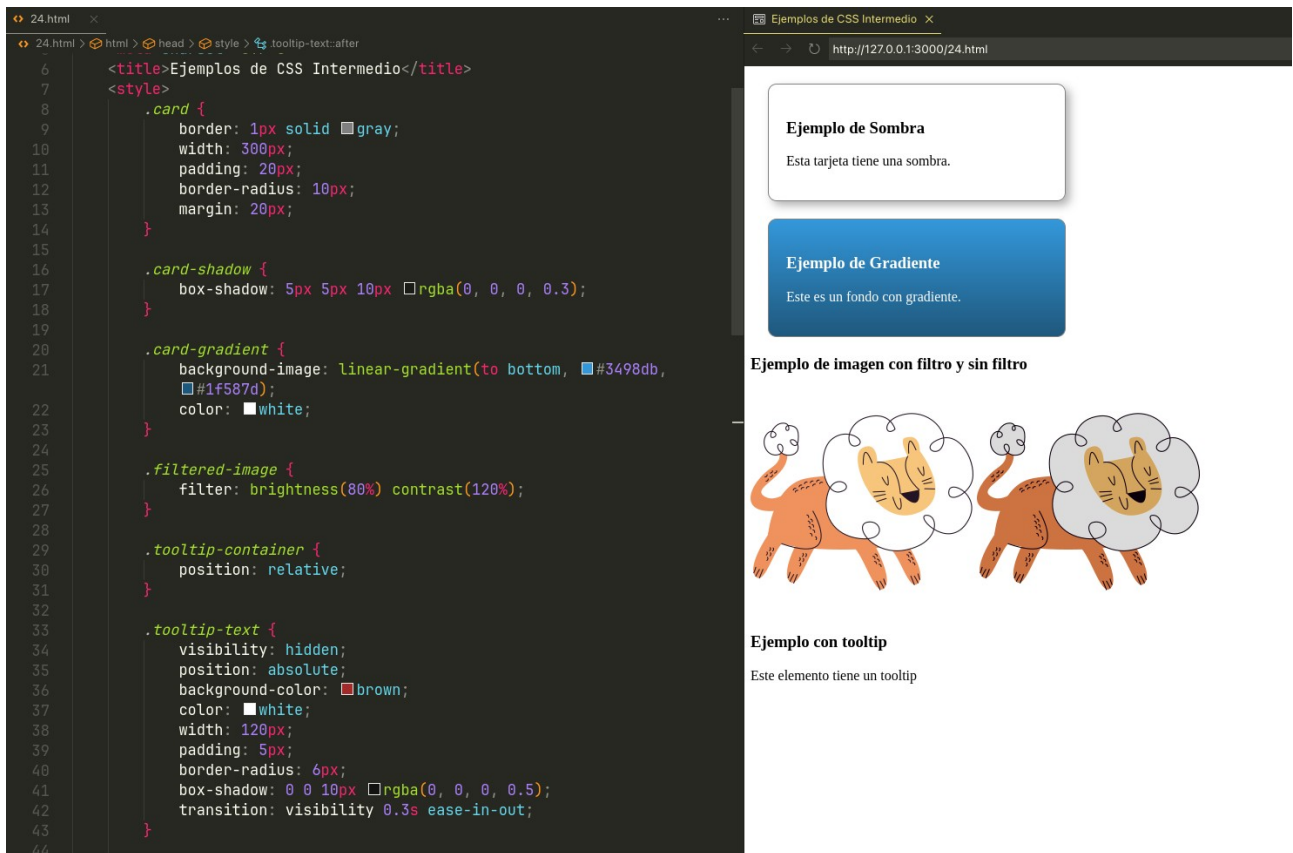 24.html
24.html > html > head > style > .tooltip-text::after
6 <title>Ejemplos de CSS Intermedio</title>
7 <style>
8 .card {
9 border: 1px solid gray;
10 width: 300px;
11 padding: 20px;
12 border-radius: 10px;
13 margin: 20px;
14 }
15
16 .card-shadow {
17 box-shadow: 5px 5px 10px rgba(0, 0, 0, 0.3);
18 }
19
20 .card-gradient {
21 background-image: linear-gradient(to bottom, #3498db,
#1f587d);
22 color: white;
23 }
24
25 .filtered-image {
26 filter: brightness(80%) contrast(120%);
27 }
28
29 .tooltip-container {
30 position: relative;
31 }
32
33 .tooltip-text {
34 visibility: hidden;
35 position: absolute;
36 background-color: brown;
37 color: white;
38 width: 120px;
39 padding: 5px;
40 border-radius: 6px;
41 box-shadow: 0 0 10px rgba(0, 0, 0, 0.5);
42 transition: visibility 0.3s ease-in-out;
43 }
44
Ejemplos de CSS Intermedio
http://127.0.0.1:3000/24.html
Ejemplo de Sombra
Esta tarjeta tiene una sombra.
Ejemplo de Gradiente
Este es un fondo con gradiente.
Ejemplo de imagen con filtro y sin filtro
Ejemplo con tooltip
Este elemento tiene un tooltip